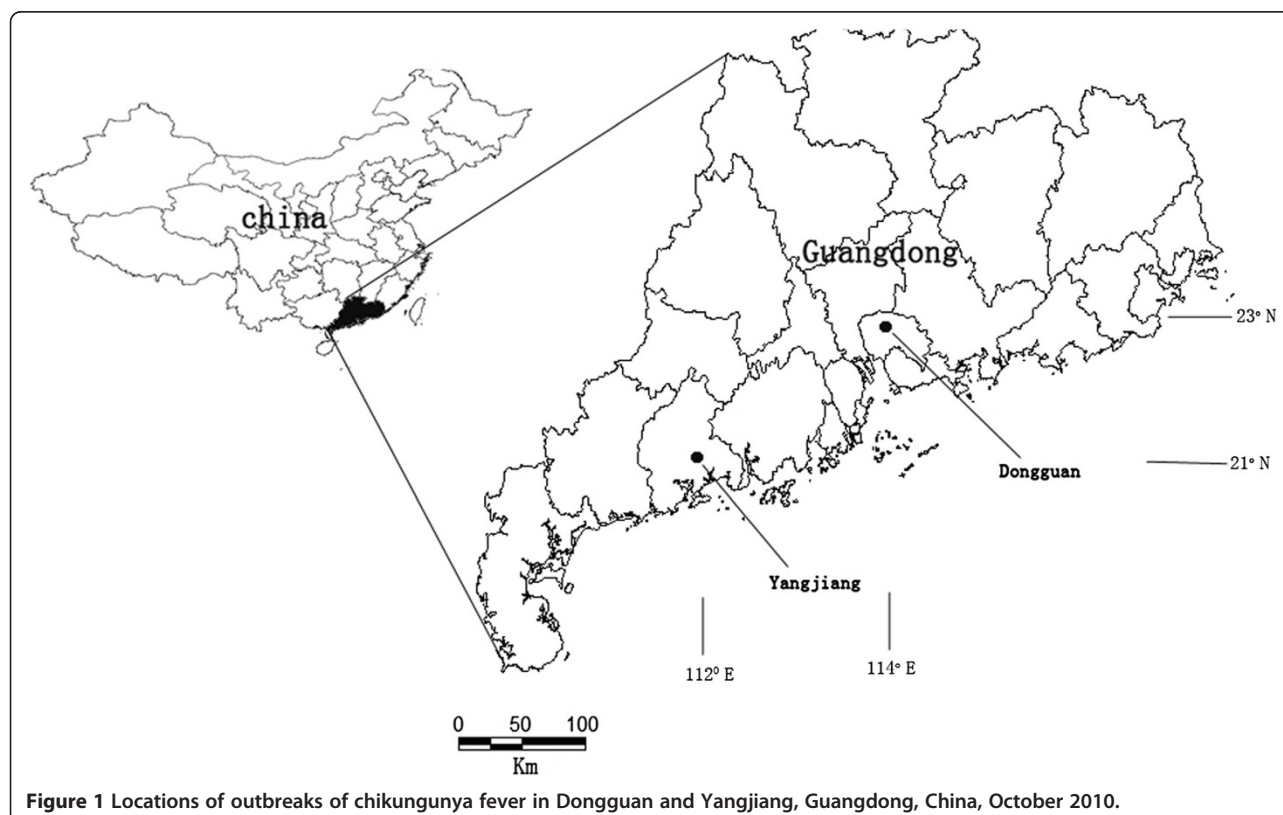 china
Guangdong
23° N
21° N
Dongguan
Yangjiang
112⁰ E
114° E
0 50 100
Km
Figure 1 Locations of outbreaks of chikungunya fever in Dongguan and Yangjiang, Guangdong, China, October 2010.